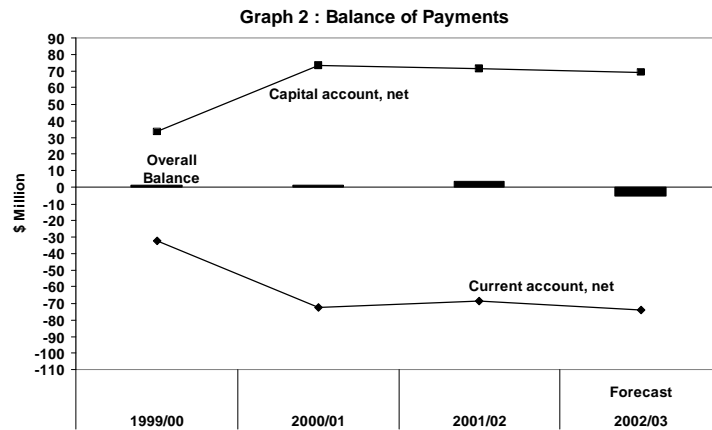 Graph 2 : Balance of Payments
90
80
70
60
50
40
30
20
10
0
-10
-20
-30
-40
-50
-60
-70
-80
-90
-100
-110
$ Million
Capital account, net
Overall
Balance
Current account, net
Forecast
1999/00 2000/01 2001/02 2002/03